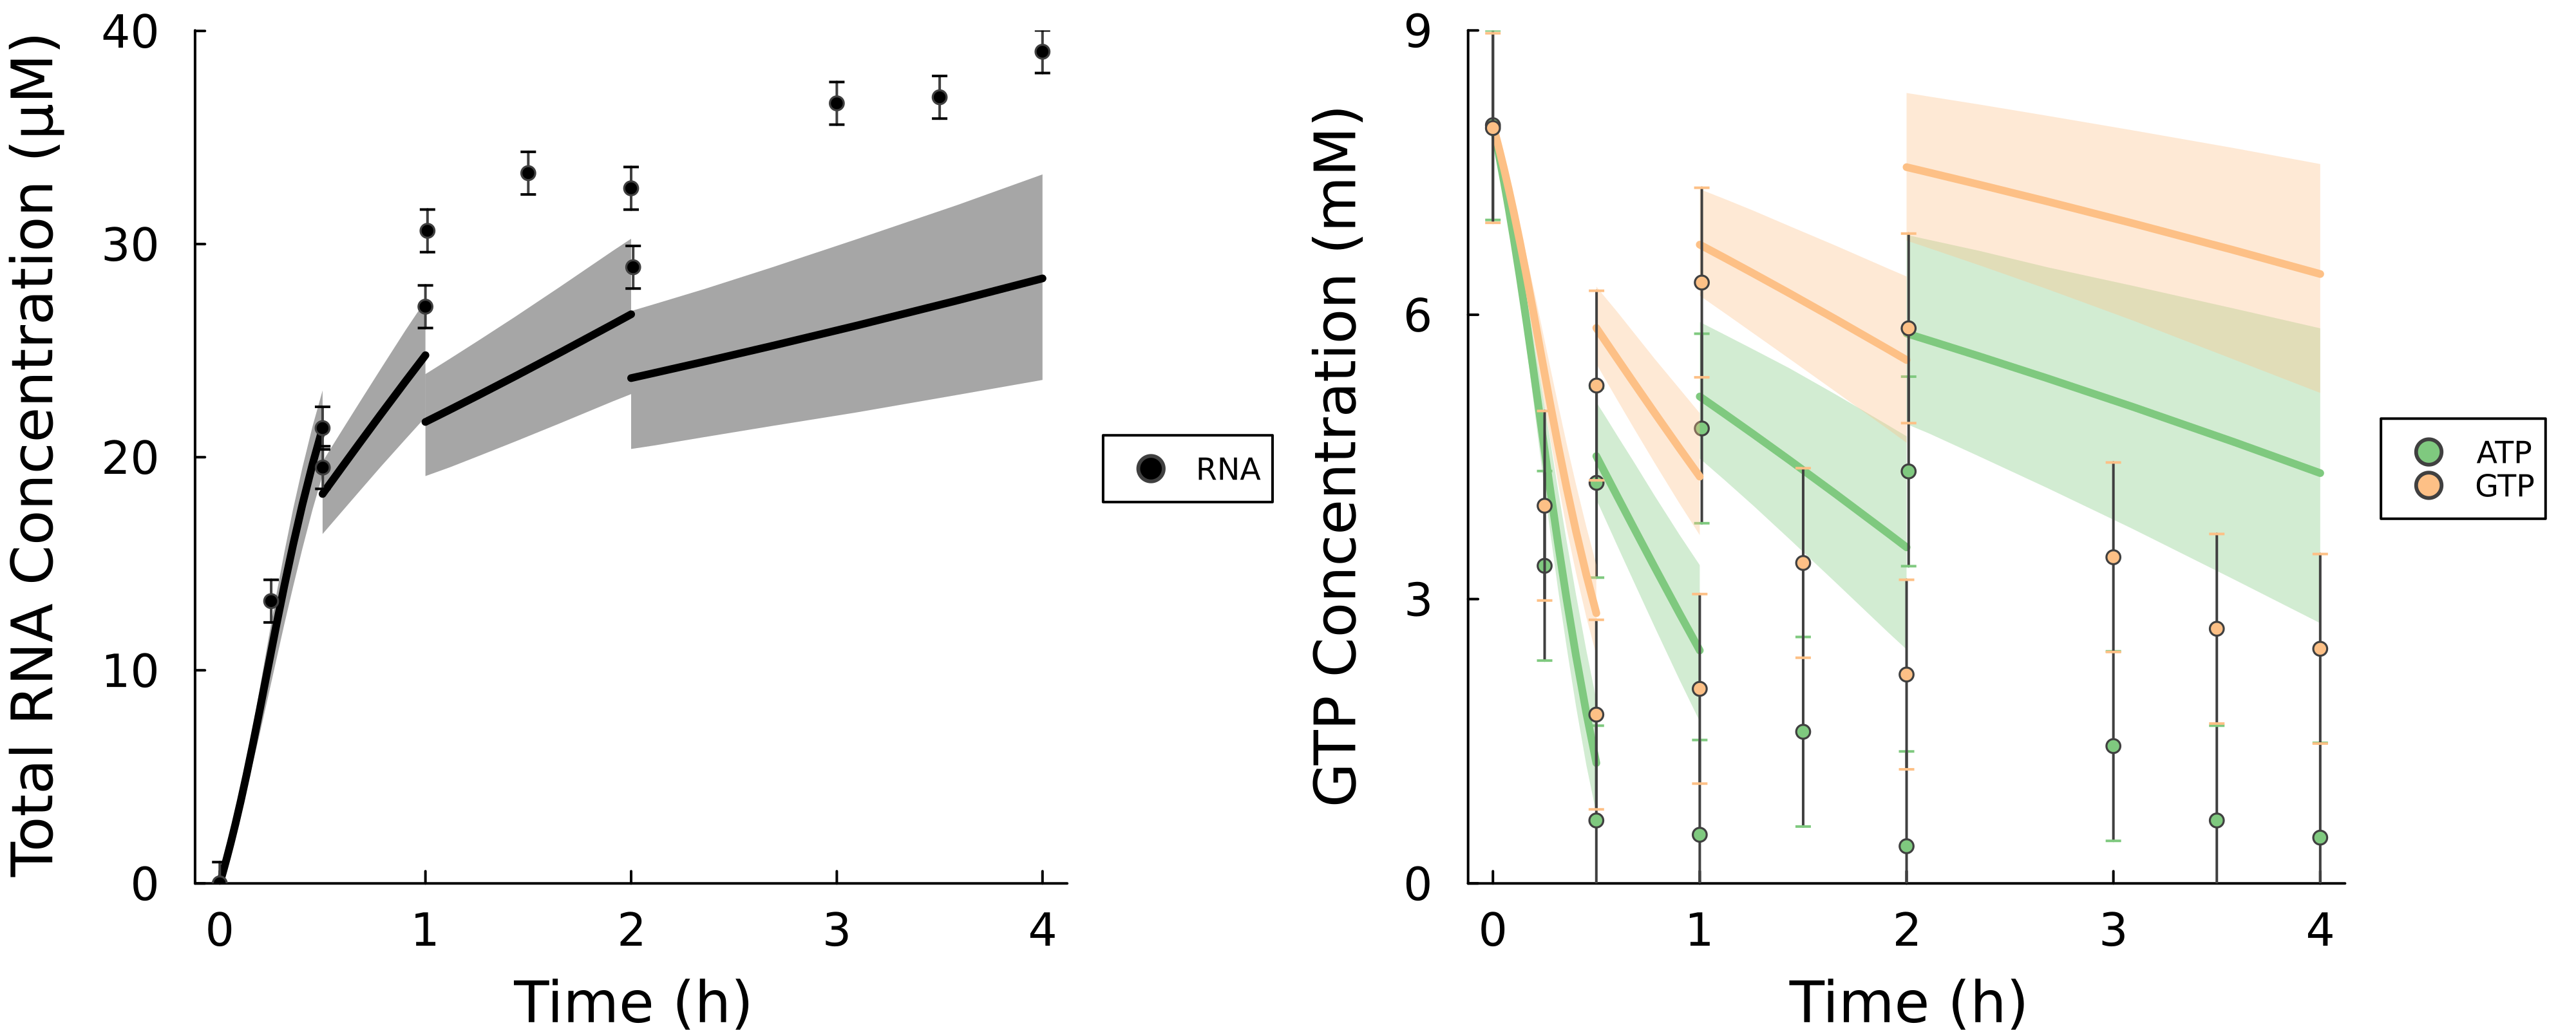 Total RNA Concentration (μM)
40
30
20
10
0
0 1 2 3 4
Time (h)
RNA
GTP Concentration (mM)
9
6
3
0
0 1 2 3 4
Time (h)
ATP
GTP